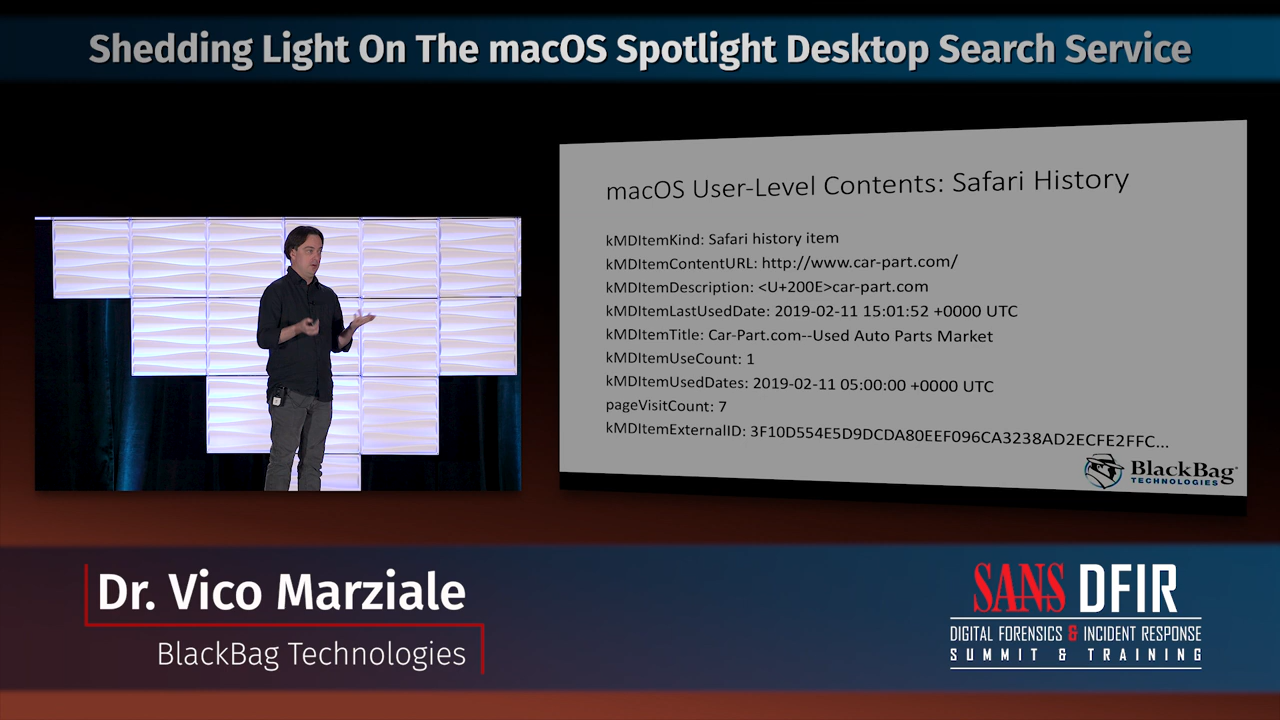 Shedding Light On The macOS Spotlight Desktop Search Service
macOS User-Level Contents: Safari History
kMDItemKind: Safari history item
kMDItemContentURL: http://www.car-part.com/
kMDItemDescription: <U+200E>car-part.com
kMDItemLastUsedDate: 2019-02-11 15:01:52 +0000 UTC
kMDItemTitle: Car-Part.com--Used Auto Parts Market
kMDItemUseCount: 1
kMDItemUsedDates: 2019-02-11 05:00:00 +0000 UTC
pageVisitCount: 7
kMDItemExternalID: 3F10D554E5D9DCDA80EEF096CA3238AD2ECFE2FFC...
BlackBag
TECHNOLOGIES
Dr. Vico Marziale
BlackBag Technologies
SANS DFIR
DIGITAL FORENSICS & INCIDENT RESPONSE
SUMMIT & TRAINING